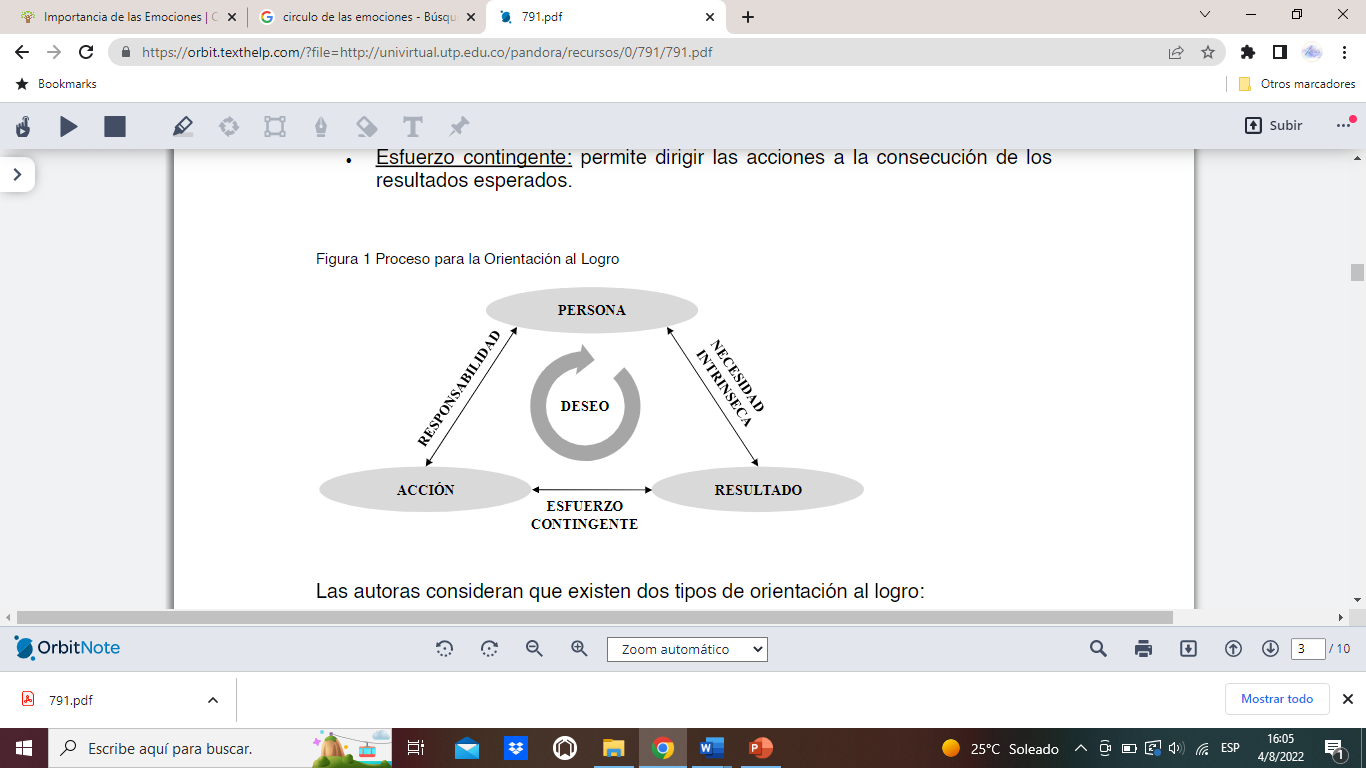 Importancia de las Emociones | C
circulo de las emociones - Búsqu
791.pdf
https://orbit.texthelp.com/?file=http://univirtual.utp.edu.co/pandora/recursos/0/791/791.pdf
Bookmarks
Otros marcadores
Subir
• Esfuerzo contingente: permite dirigir las acciones a la consecución de los
resultados esperados.
Figura 1 Proceso para la Orientación al Logro
PERSONA
RESPONSABILIDAD
NECESIDAD
INTRINSECA
DESEO
ACCIÓN
RESULTADO
ESFUERZO
CONTINGENTE
Las autoras consideran que existen dos tipos de orientación al logro:
OrbitNote
Zoom automático
3 / 10
791.pdf
Mostrar todo
Escribe aquí para buscar.
25°C Soleado
ESP
16:05
4/8/2022
1